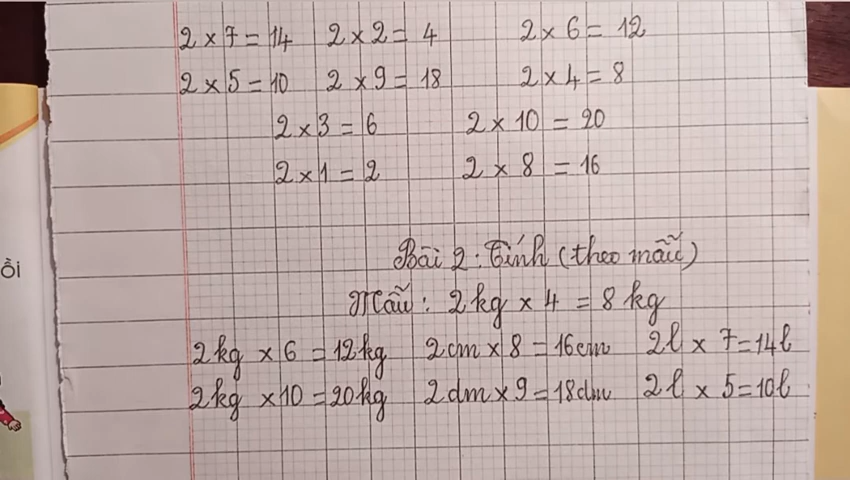 2 x 7 = 14 2 x 2 = 4 2 x 6 = 12
2 x 5 = 10 2 x 9 = 18 2 x 4 = 8
2 x 3 = 6 2 x 10 = 20
2 x 1 = 2 2 x 8 = 16
Bài 2: Tính (theo mẫu)
Mẫu: 2 kg x 4 = 8 kg
2kg x 6 = 12kg 2cm x 8 = 16cm 2l x 7 = 14l
2kg x 10 = 20kg 2dm x 9 = 18dm 2l x 5 = 10l
ồi